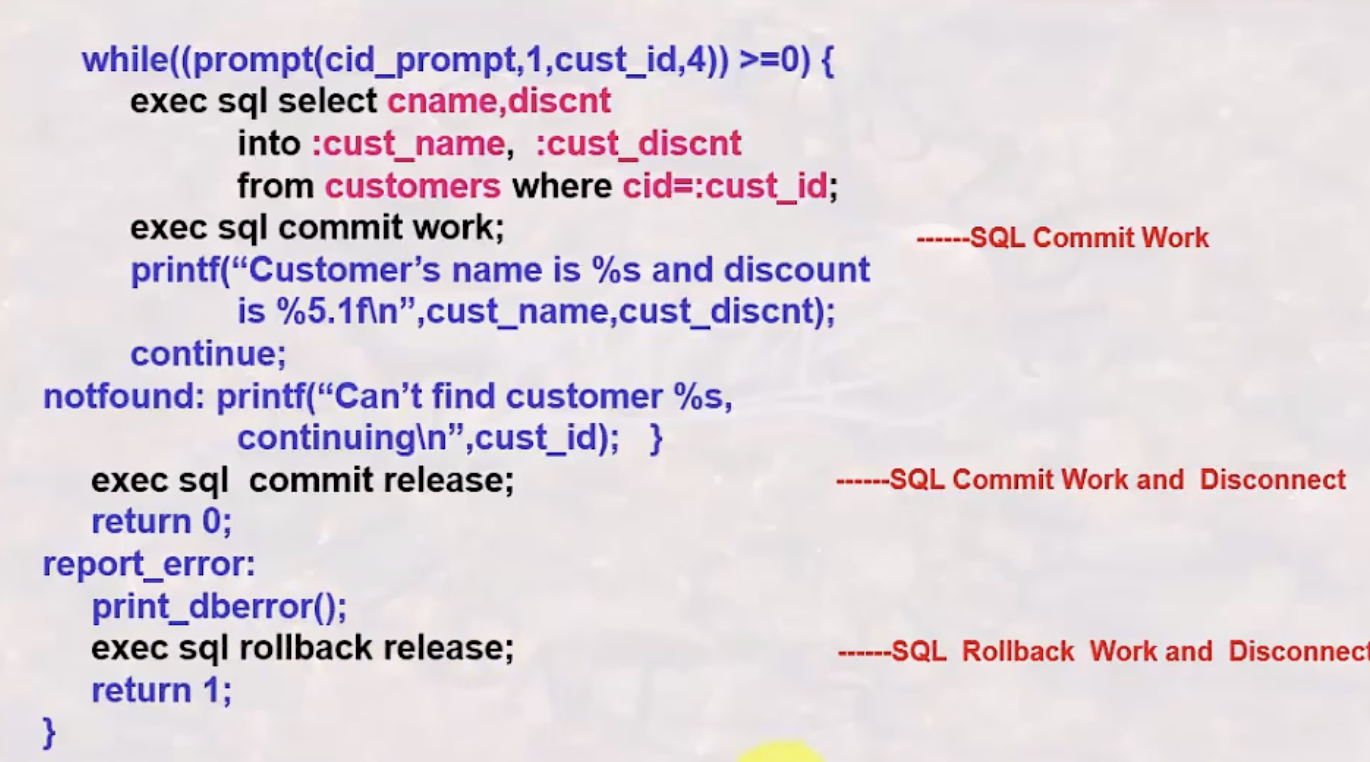 while((prompt(cid_prompt,1,cust_id,4)) >=0) {
exec sql select cname,discnt
into :cust_name, :cust_discnt
from customers where cid=:cust_id;
exec sql commit work; ------SQL Commit Work
printf(“Customer’s name is %s and discount
is %5.1f\n”,cust_name,cust_discnt);
continue;
notfound: printf(“Can’t find customer %s,
continuing\n”,cust_id); }
exec sql commit release; ------SQL Commit Work and Disconnect
return 0;
report_error:
print_dberror();
exec sql rollback release; ------SQL Rollback Work and Disconnect
return 1;
}